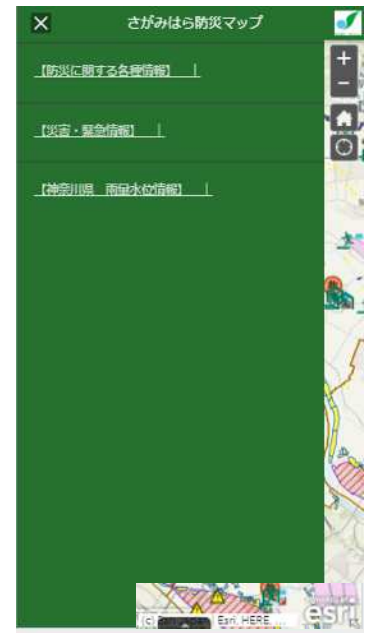 さがみはら防災マップ
【防災に関する各種情報】 |
【災害・緊急情報】 |
【神奈川県 雨量水位情報】 |
Esri, HERE, ...
esri